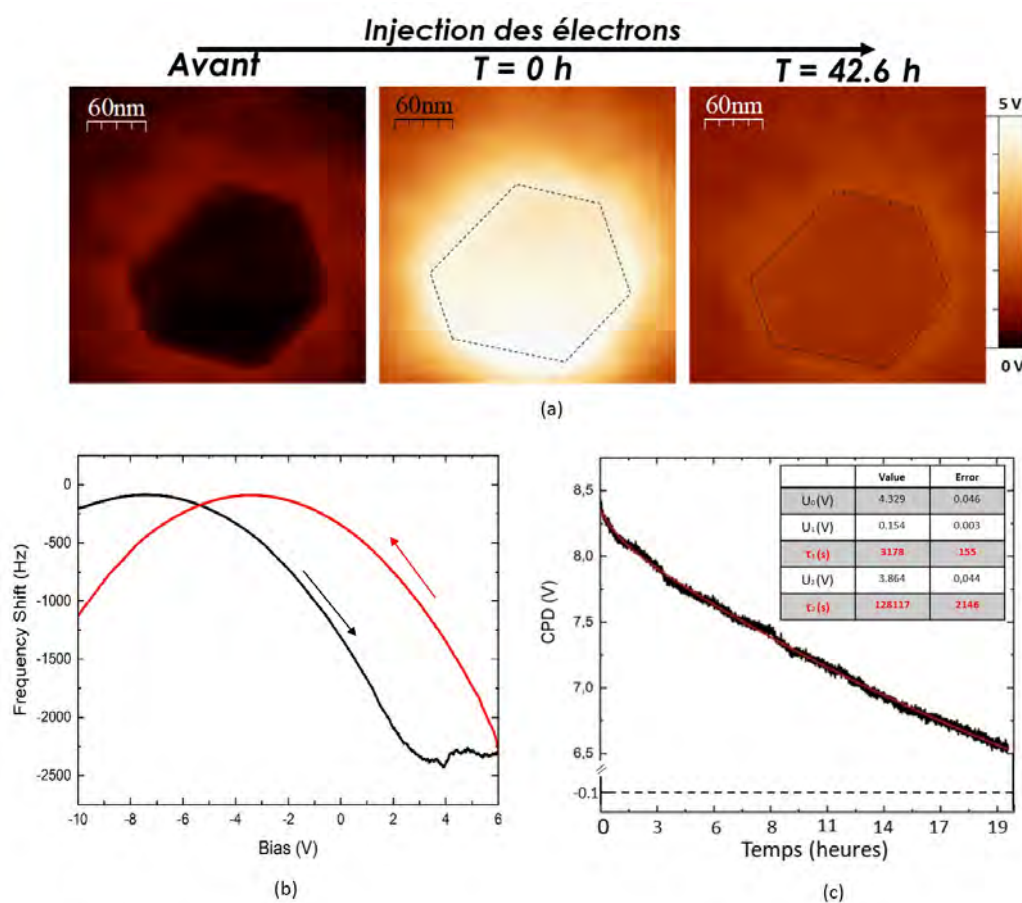 Injection des électrons
Avant T = 0 h T = 42.6 h
60nm 60nm 60nm
5 V
0 V
(a)
0
-500
-1000
-1500
-2000
-2500
Frequency Shift (Hz)
-10 -8 -6 -4 -2 0 2 4 6
Bias (V)
(b)
8,5
8,0
7,5
7,0
6,5
-0.1
CPD (V)
Value Error
U₀(V) 4.329 0.046
U₁(V) 0.154 0.003
τ₁(s) 3178 155
U₂(V) 3.864 0,044
τ₂(s) 128117 2146
0 3 6 8 11 14 17 19
Temps (heures)
(c)